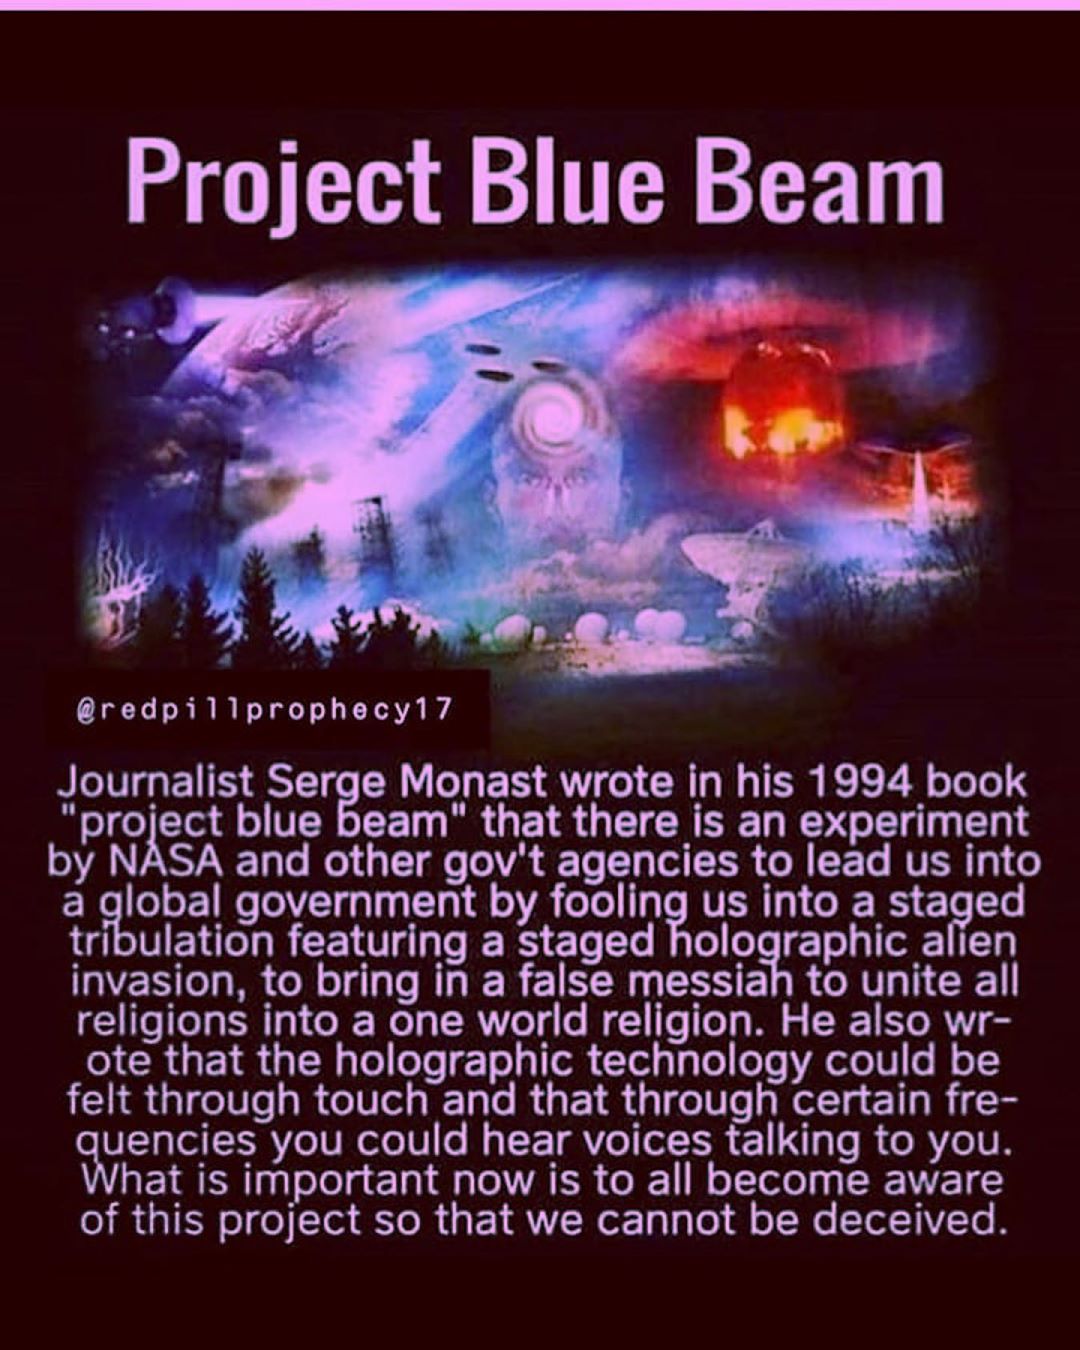 Project Blue Beam
@redpillprophecy17
Journalist Serge Monast wrote in his 1994 book
"project blue beam" that there is an experiment
by NASA and other gov't agencies to lead us into
a global government by fooling us into a staged
tribulation featuring a staged holographic alien
invasion, to bring in a false messiah to unite all
religions into a one world religion. He also wr-
ote that the holographic technology could be
felt through touch and that through certain fre-
quencies you could hear voices talking to you.
What is important now is to all become aware
of this project so that we cannot be deceived.